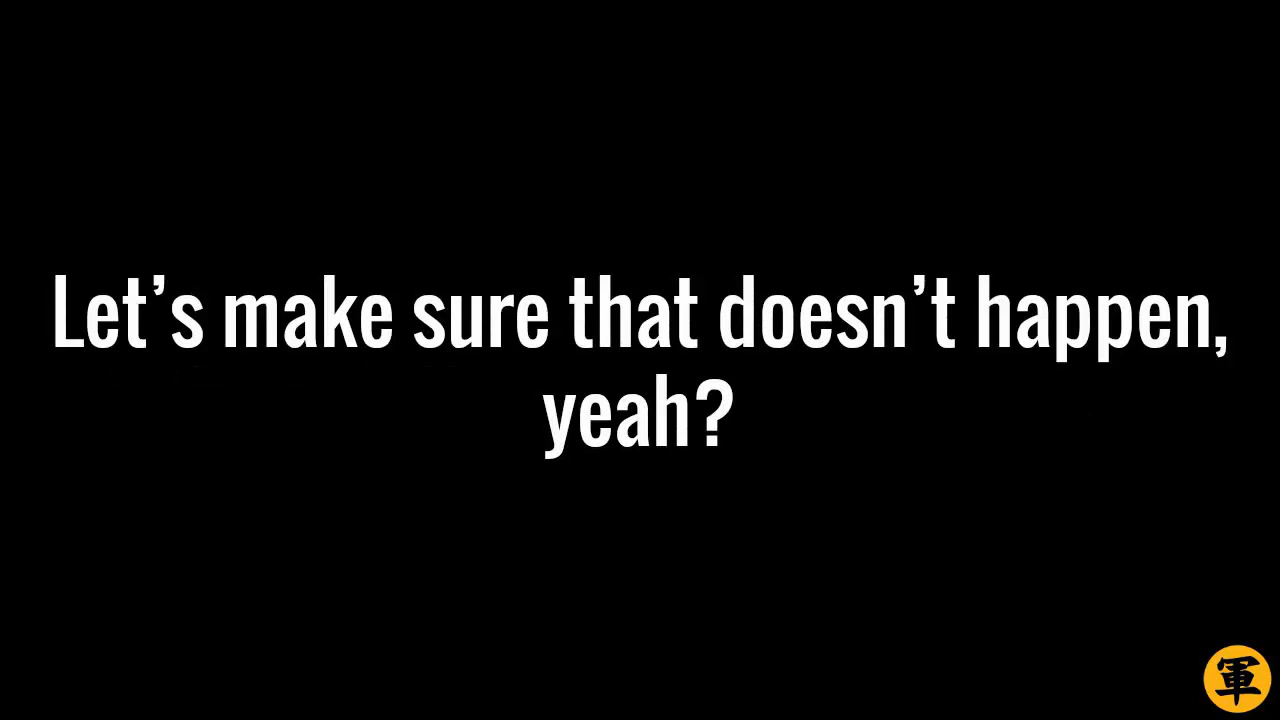 Let’s make sure that doesn’t happen,
yeah?
軍